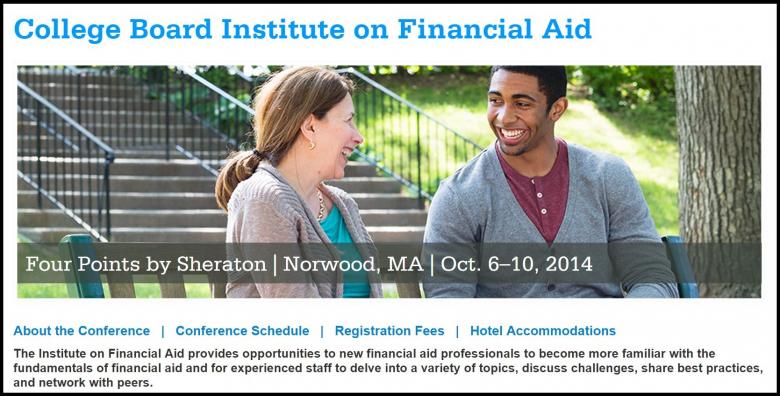 College Board Institute on Financial Aid
Four Points by Sheraton | Norwood, MA | Oct. 6–10, 2014
About the Conference | Conference Schedule | Registration Fees | Hotel Accommodations
The Institute on Financial Aid provides opportunities to new financial aid professionals to become more familiar with the
fundamentals of financial aid and for experienced staff to delve into a variety of topics, discuss challenges, share best practices,
and network with peers.